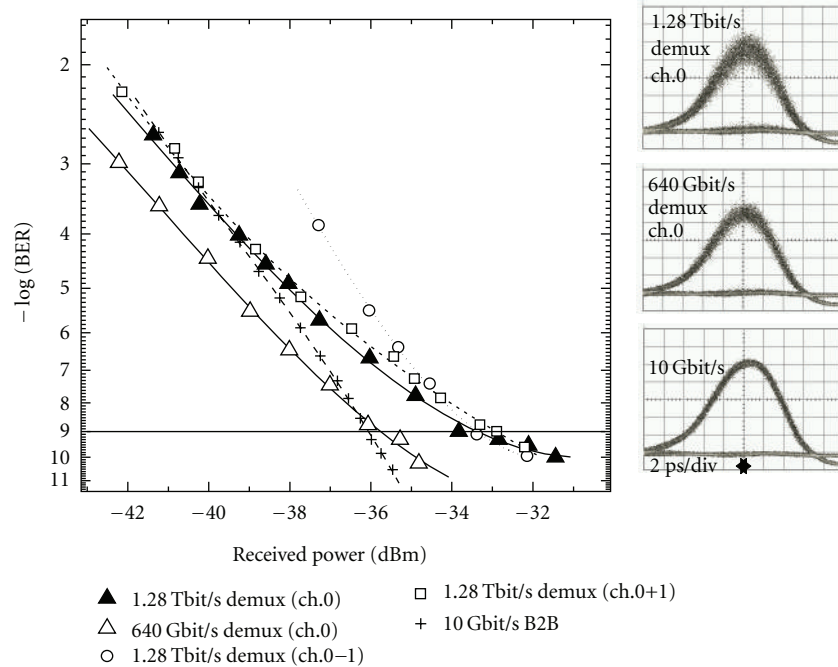 2
3
4
5
6
7
8
9
10
11
− log (BER)
−42
−40
−38
−36
−34
−32
Received power (dBm)
1.28 Tbit/s demux (ch.0)
640 Gbit/s demux (ch.0)
1.28 Tbit/s demux (ch.0−1)
1.28 Tbit/s demux (ch.0+1)
10 Gbit/s B2B
1.28 Tbit/s
demux
ch.0
640 Gbit/s
demux
ch.0
10 Gbit/s
2 ps/div